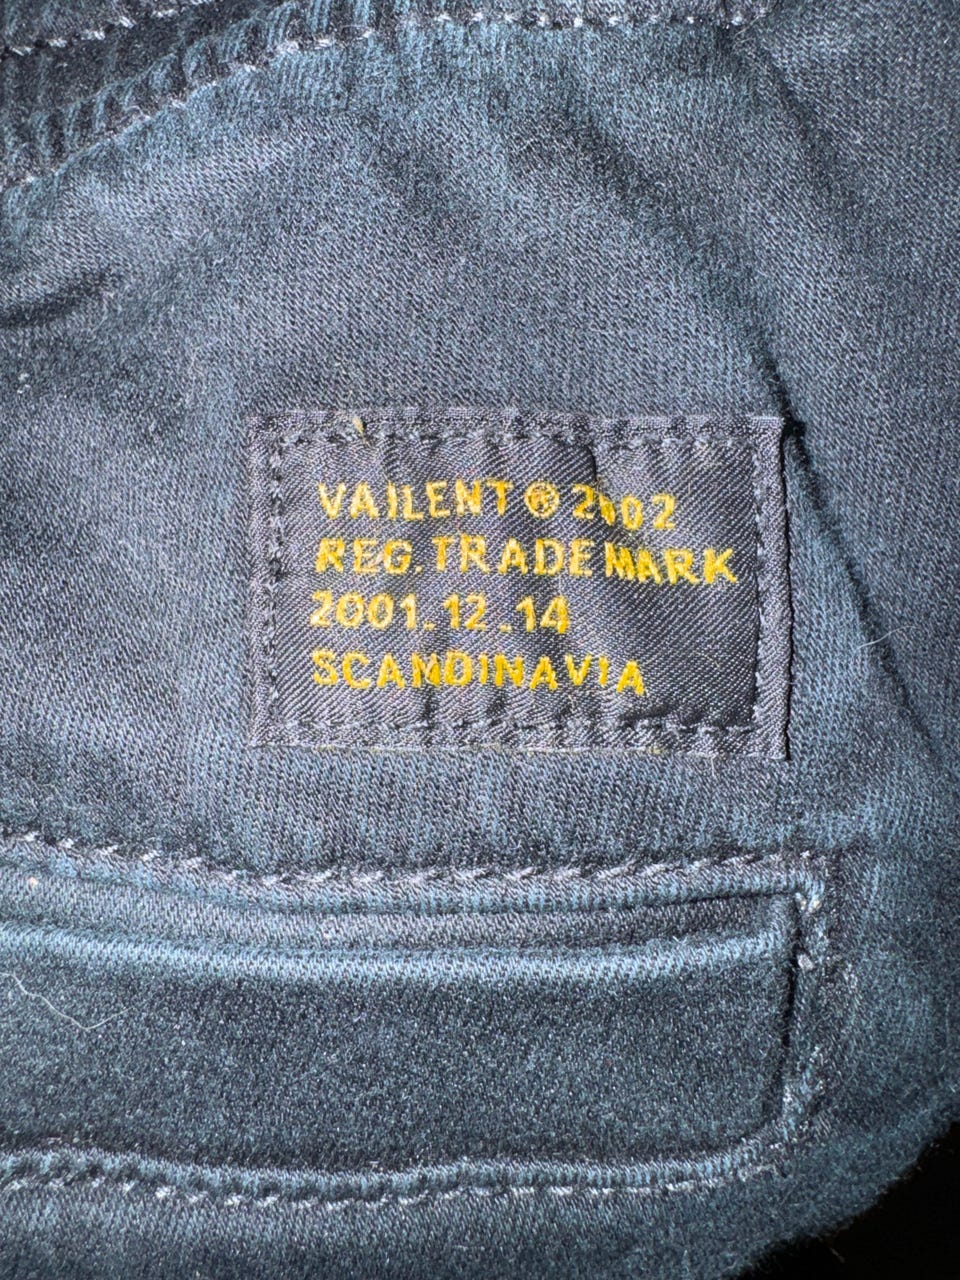 VAILENT ® 2002
REG. TRADE MARK
2001.12.14
SCANDINAVIA